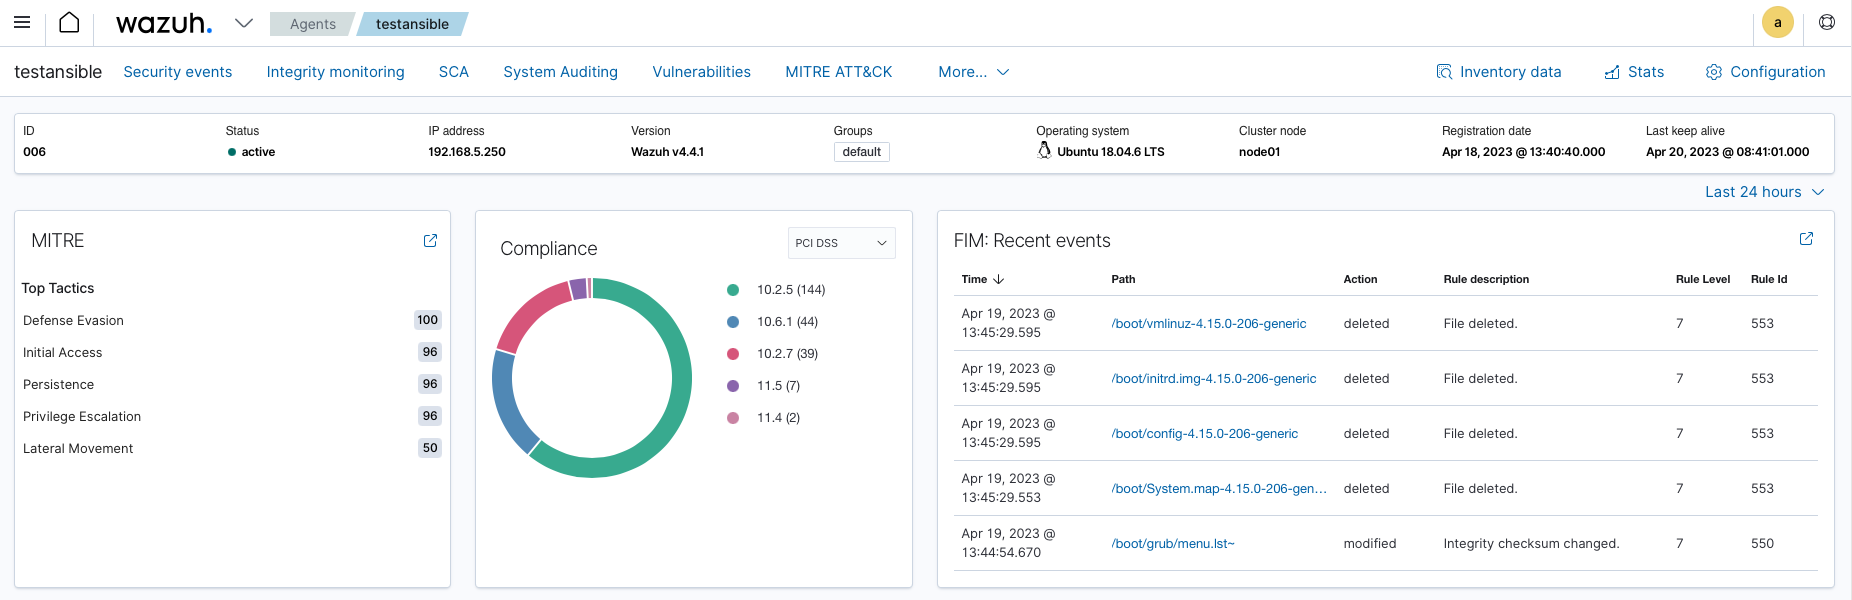 wazuh. Agents testansible a
testansible Security events Integrity monitoring SCA System Auditing Vulnerabilities MITRE ATT&CK More... Inventory data Stats Configuration
ID Status IP address Version Groups Operating system Cluster node Registration date Last keep alive
006 active 192.168.5.250 Wazuh v4.4.1 default Ubuntu 18.04.6 LTS node01 Apr 18, 2023 @ 13:40:40.000 Apr 20, 2023 @ 08:41:01.000
Last 24 hours
MITRE
Top Tactics
Defense Evasion 100
Initial Access 96
Persistence 96
Privilege Escalation 96
Lateral Movement 50
Compliance
PCI DSS
10.2.5 (144)
10.6.1 (44)
10.2.7 (39)
11.5 (7)
11.4 (2)
FIM: Recent events
Time Path Action Rule description Rule Level Rule Id
Apr 19, 2023 @
13:45:29.595 /boot/vmlinuz-4.15.0-206-generic deleted File deleted. 7 553
Apr 19, 2023 @
13:45:29.595 /boot/initrd.img-4.15.0-206-generic deleted File deleted. 7 553
Apr 19, 2023 @
13:45:29.595 /boot/config-4.15.0-206-generic deleted File deleted. 7 553
Apr 19, 2023 @
13:45:29.553 /boot/System.map-4.15.0-206-gen... deleted File deleted. 7 553
Apr 19, 2023 @
13:44:54.670 /boot/grub/menu.lst~ modified Integrity checksum changed. 7 550